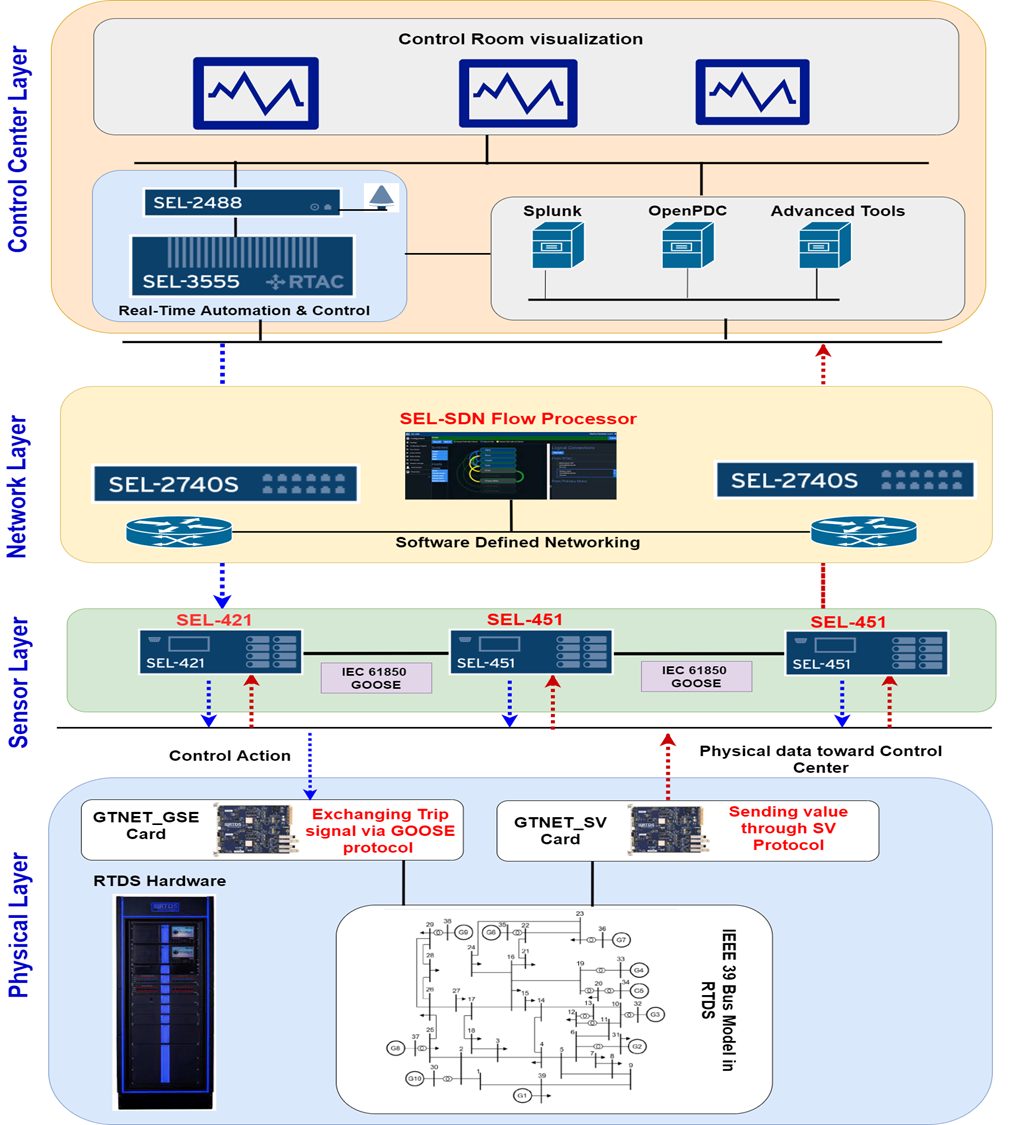 Control Center Layer
Control Room visualization
SEL-2488
SEL-3555
RTAC
Real-Time Automation & Control
Splunk
OpenPDC
Advanced Tools
Network Layer
SEL-SDN Flow Processor
SEL-2740S
SEL-2740S
Software Defined Networking
Sensor Layer
SEL-421
SEL-451
SEL-451
SEL-421
SEL-451
SEL-451
IEC 61850
GOOSE
IEC 61850
GOOSE
Control Action
Physical data toward Control
Center
Physical Layer
GTNET_GSE
Card
Exchanging Trip
signal via GOOSE
protocol
GTNET_SV
Card
Sending value
through SV
Protocol
RTDS Hardware
RTDS
IEEE 39 Bus Model in
RTDS
23
29
38
G9
G6
35
22
36
G7
24
21
28
16
19
33
G4
26
27
17
15
14
20
34
G5
13
10
32
G3
12
11
25
37
G8
18
3
6
31
G2
2
4
5
7
8
9
30
G10
1
39
G1